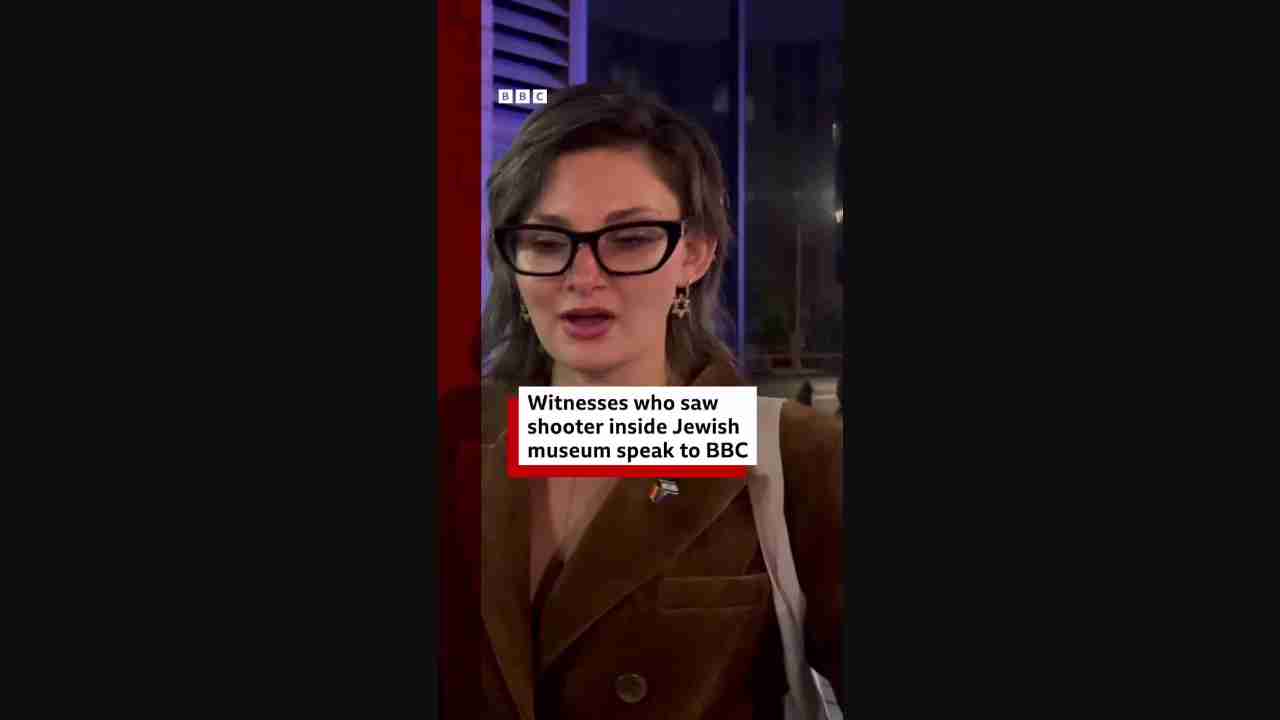 BBC
Witnesses who saw
shooter inside Jewish
museum speak to BBC